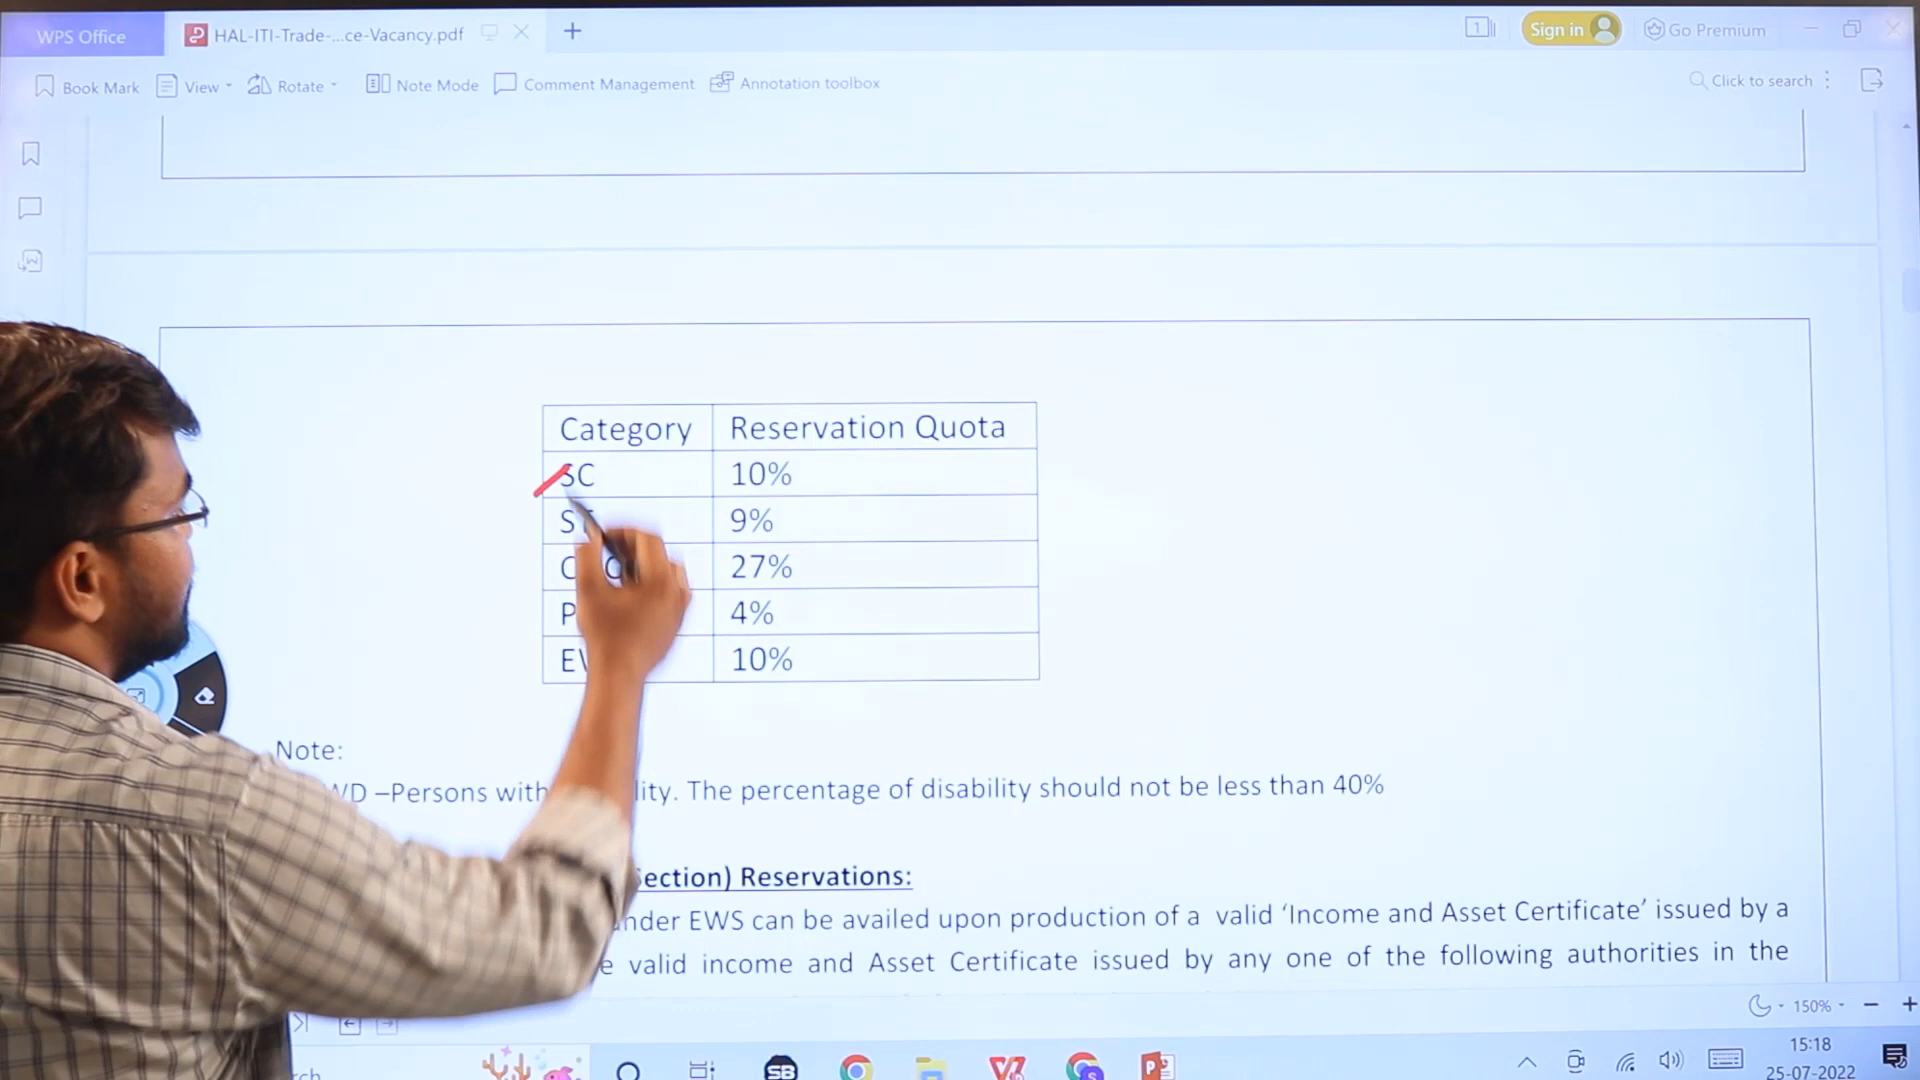 WPS Office
HAL-ITI-Trade-...ce-Vacancy.pdf
1
Sign in
Go Premium
Book Mark
View
Rotate
Note Mode
Comment Management
Annotation toolbox
Click to search
Category Reservation Quota
SC 10%
9%
27%
4%
10%
Note:
–Persons with The percentage of disability should not be less than 40%
Reservations:
EWS can be availed upon production of a valid ‘Income and Asset Certificate’ issued by a
valid income and Asset Certificate issued by any one of the following authorities in the
150%
SB
15:18
25-07-2022